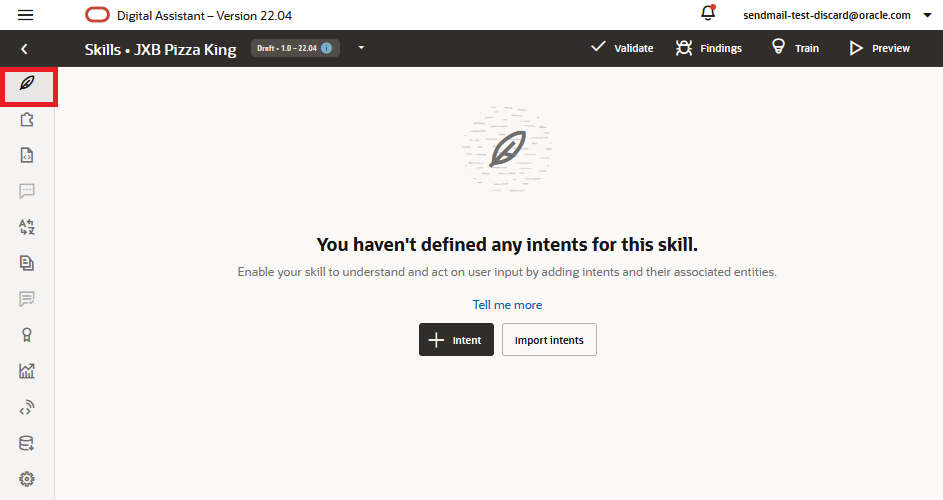 Digital Assistant – Version 22.04
sendmail-test-discard@oracle.com
Skills • JXB Pizza King
Draft • 1.0 – 22.04
Validate
Findings
Train
Preview
You haven't defined any intents for this skill.
Enable your skill to understand and act on user input by adding intents and their associated entities.
Tell me more
Intent
Import intents